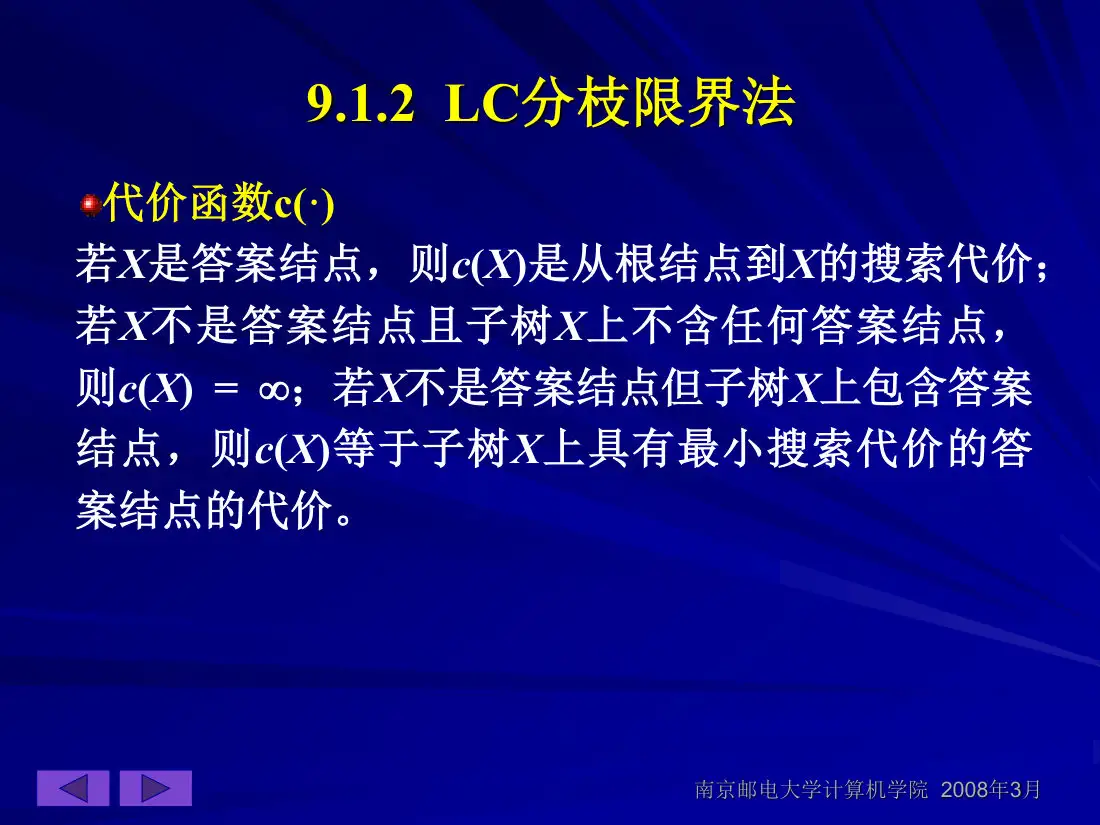 9.1.2 LC分枝限界法
代价函数c(·)
若X是答案结点，则c(X)是从根结点到X的搜索代价；
若X不是答案结点且子树X上不含任何答案结点，
则c(X) = ∞；若X不是答案结点但子树X上包含答案
结点，则c(X)等于子树X上具有最小搜索代价的答
案结点的代价。
南京邮电大学计算机学院 2008年3月